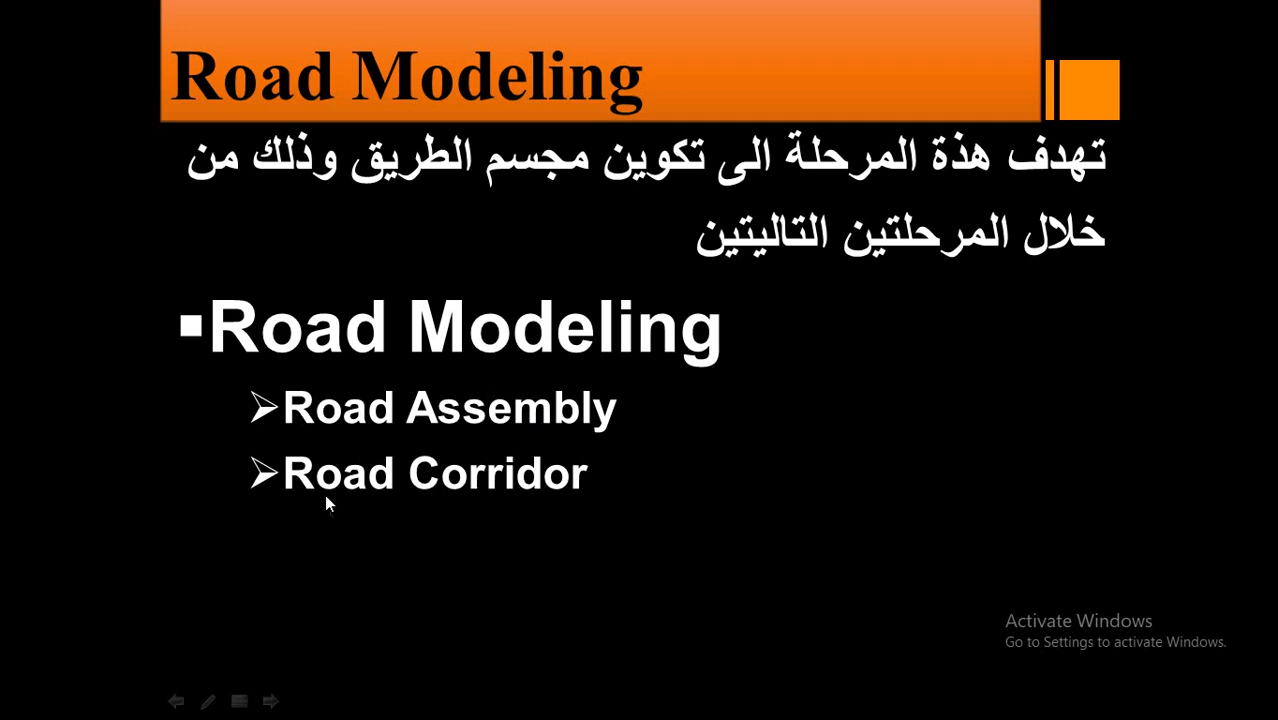 Road Modeling
تهدف هذة المرحلة الى تكوين مجسم الطريق وذلك من
خلال المرحلتين التاليتين
▪Road Modeling
➢Road Assembly
➢Road Corridor
Activate Windows
Go to Settings to activate Windows.